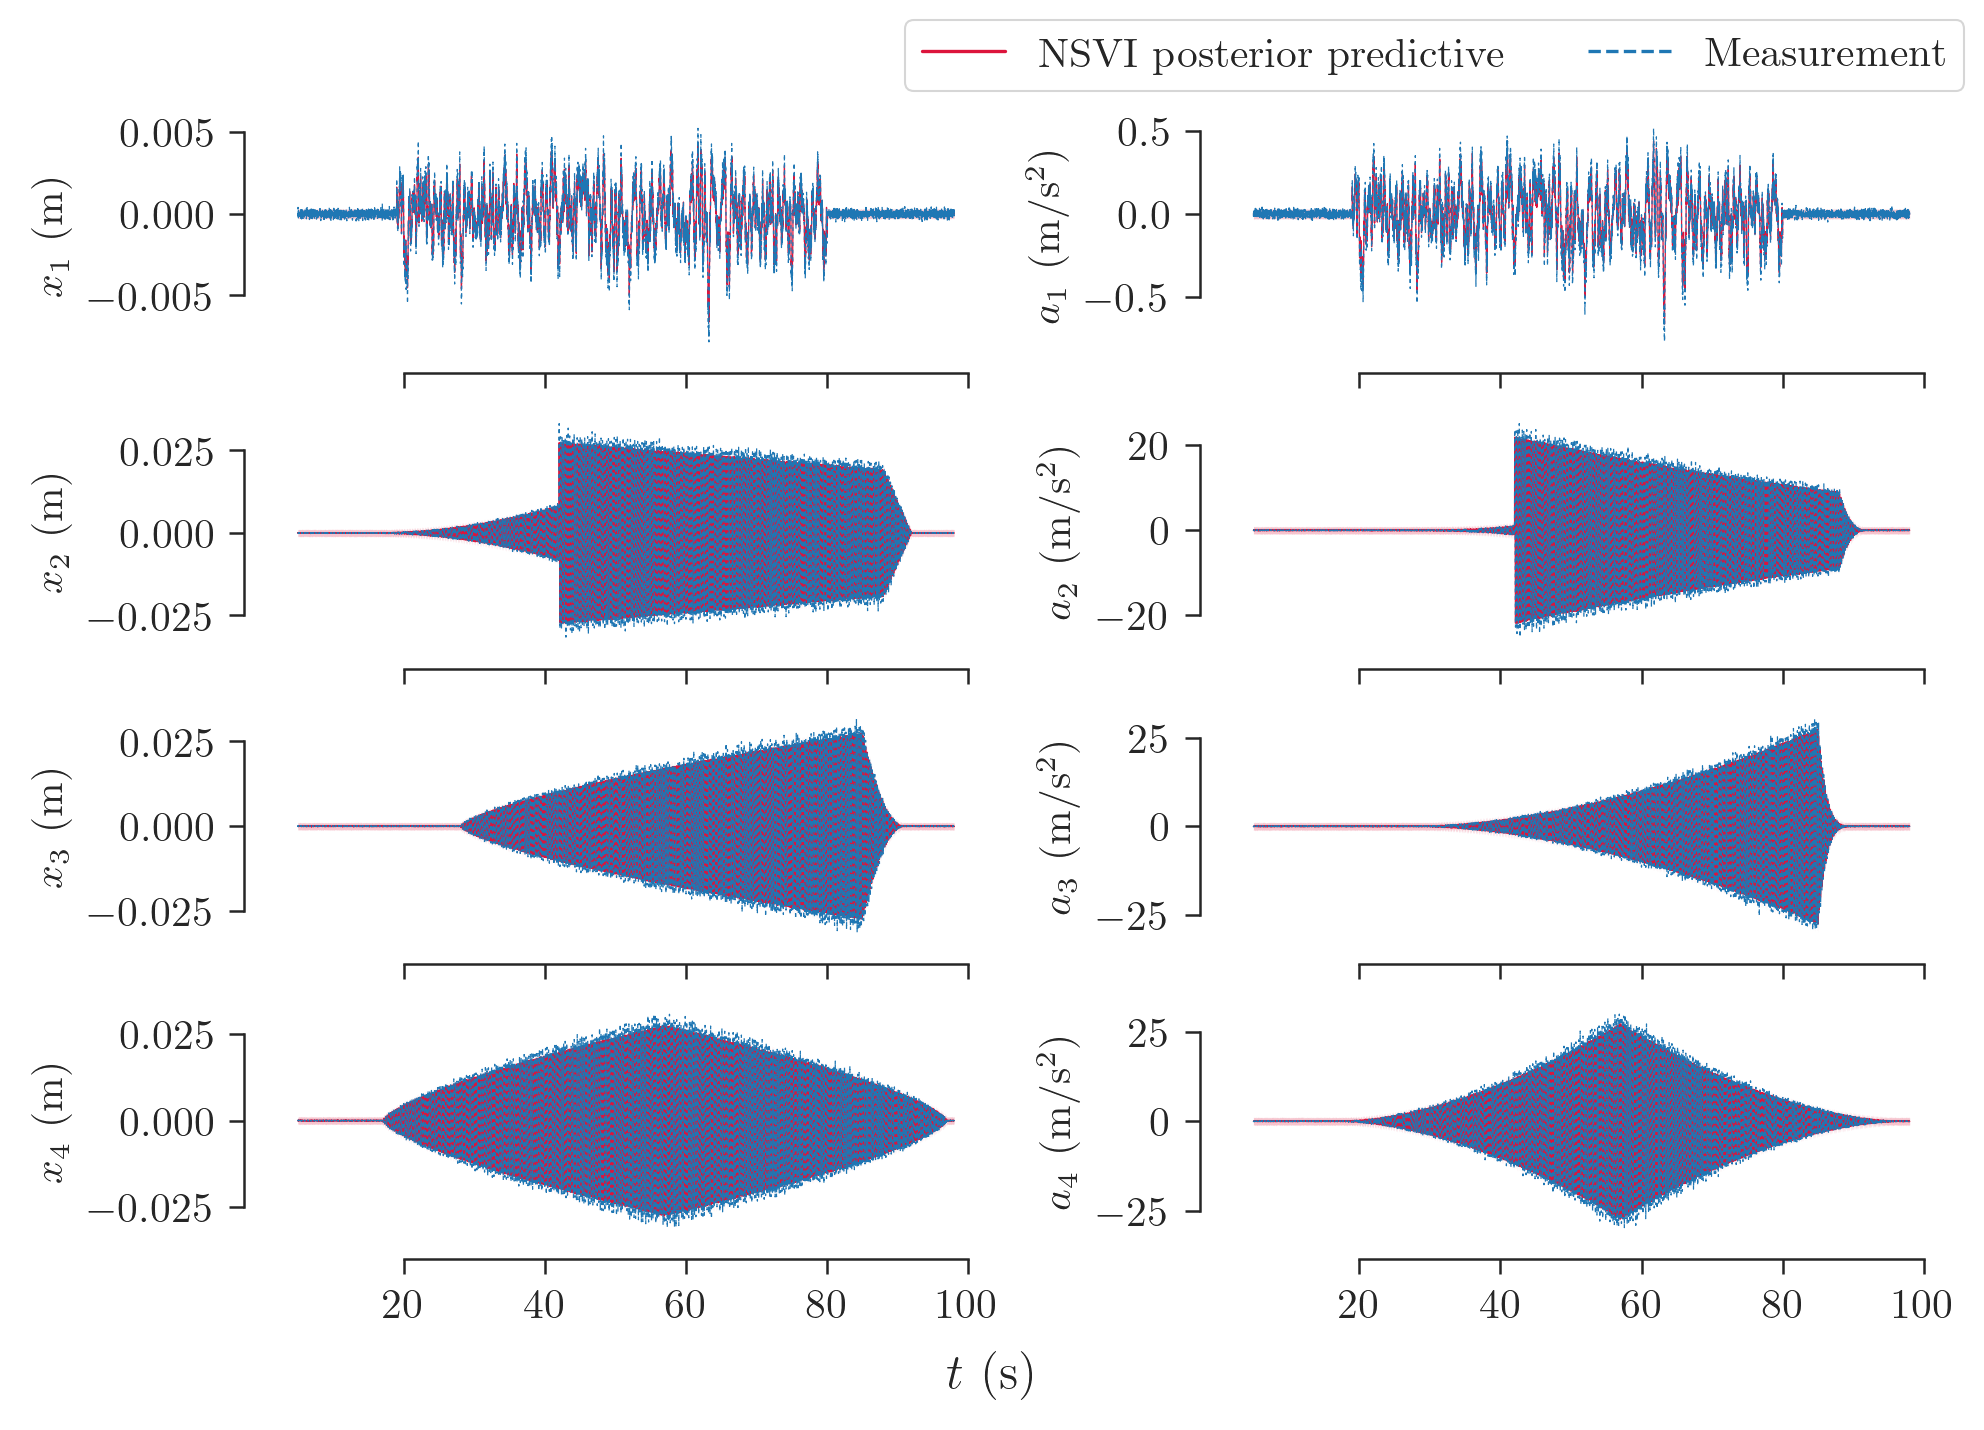 NSVI posterior predictive Measurement
0.005
0.000
−0.005
x₁ (m)
0.5
0.0
−0.5
a₁ (m/s²)
0.025
0.000
−0.025
x₂ (m)
20
0
−20
a₂ (m/s²)
0.025
0.000
−0.025
x₃ (m)
25
0
−25
a₃ (m/s²)
0.025
0.000
−0.025
x₄ (m)
25
0
−25
a₄ (m/s²)
20 40 60 80 100
20 40 60 80 100
t (s)